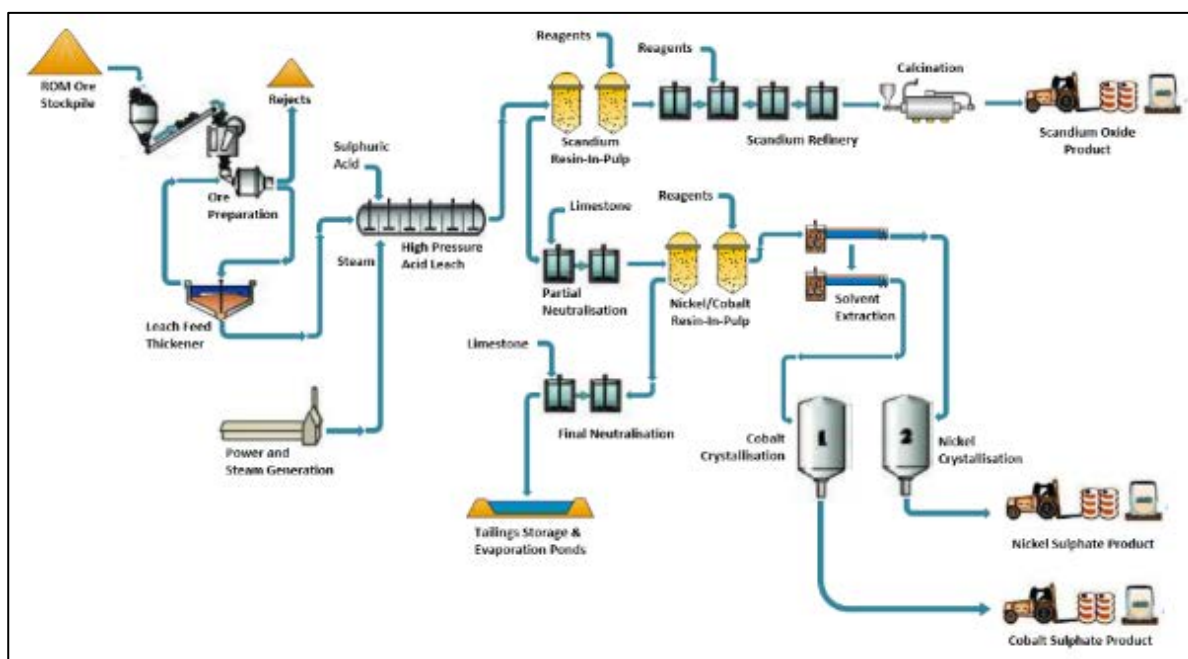 ROM Ore
Stockpile
Rejects
Ore
Preparation
Leach Feed
Thickener
Power and
Steam Generation
Sulphuric
Acid
Steam
High Pressure
Acid Leach
Reagents
Scandium
Resin-In-Pulp
Reagents
Scandium Refinery
Calcination
Scandium Oxide
Product
Limestone
Partial
Neutralisation
Reagents
Nickel/Cobalt
Resin-In-Pulp
Solvent
Extraction
Limestone
Final Neutralisation
Tailings Storage &
Evaporation Ponds
Cobalt
Crystallisation
1
2
Nickel
Crystallisation
Nickel Sulphate Product
Cobalt Sulphate Product